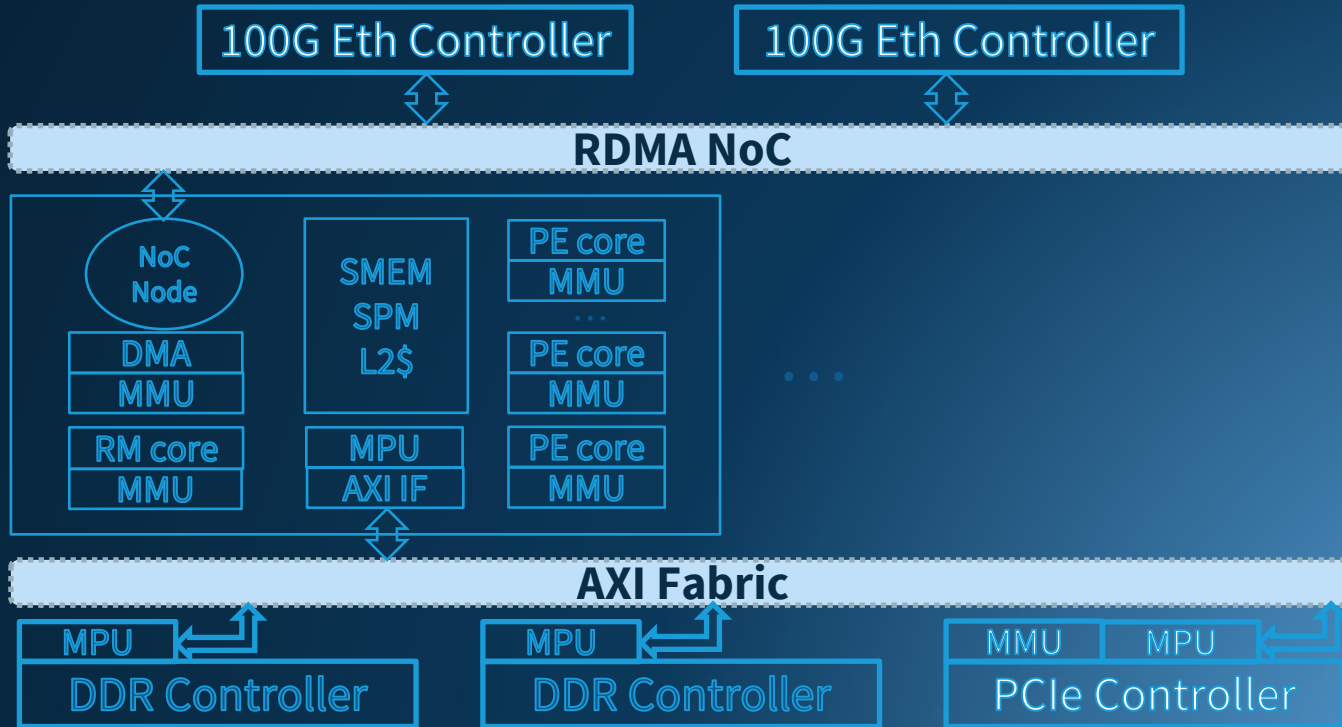 100G Eth Controller
100G Eth Controller
RDMA NoC
NoC
Node
DMA
MMU
RM core
MMU
SMEM
SPM
L2$
MPU
AXI IF
PE core
MMU
...
PE core
MMU
PE core
MMU
...
AXI Fabric
MPU
DDR Controller
MPU
DDR Controller
MMU
MPU
PCIe Controller